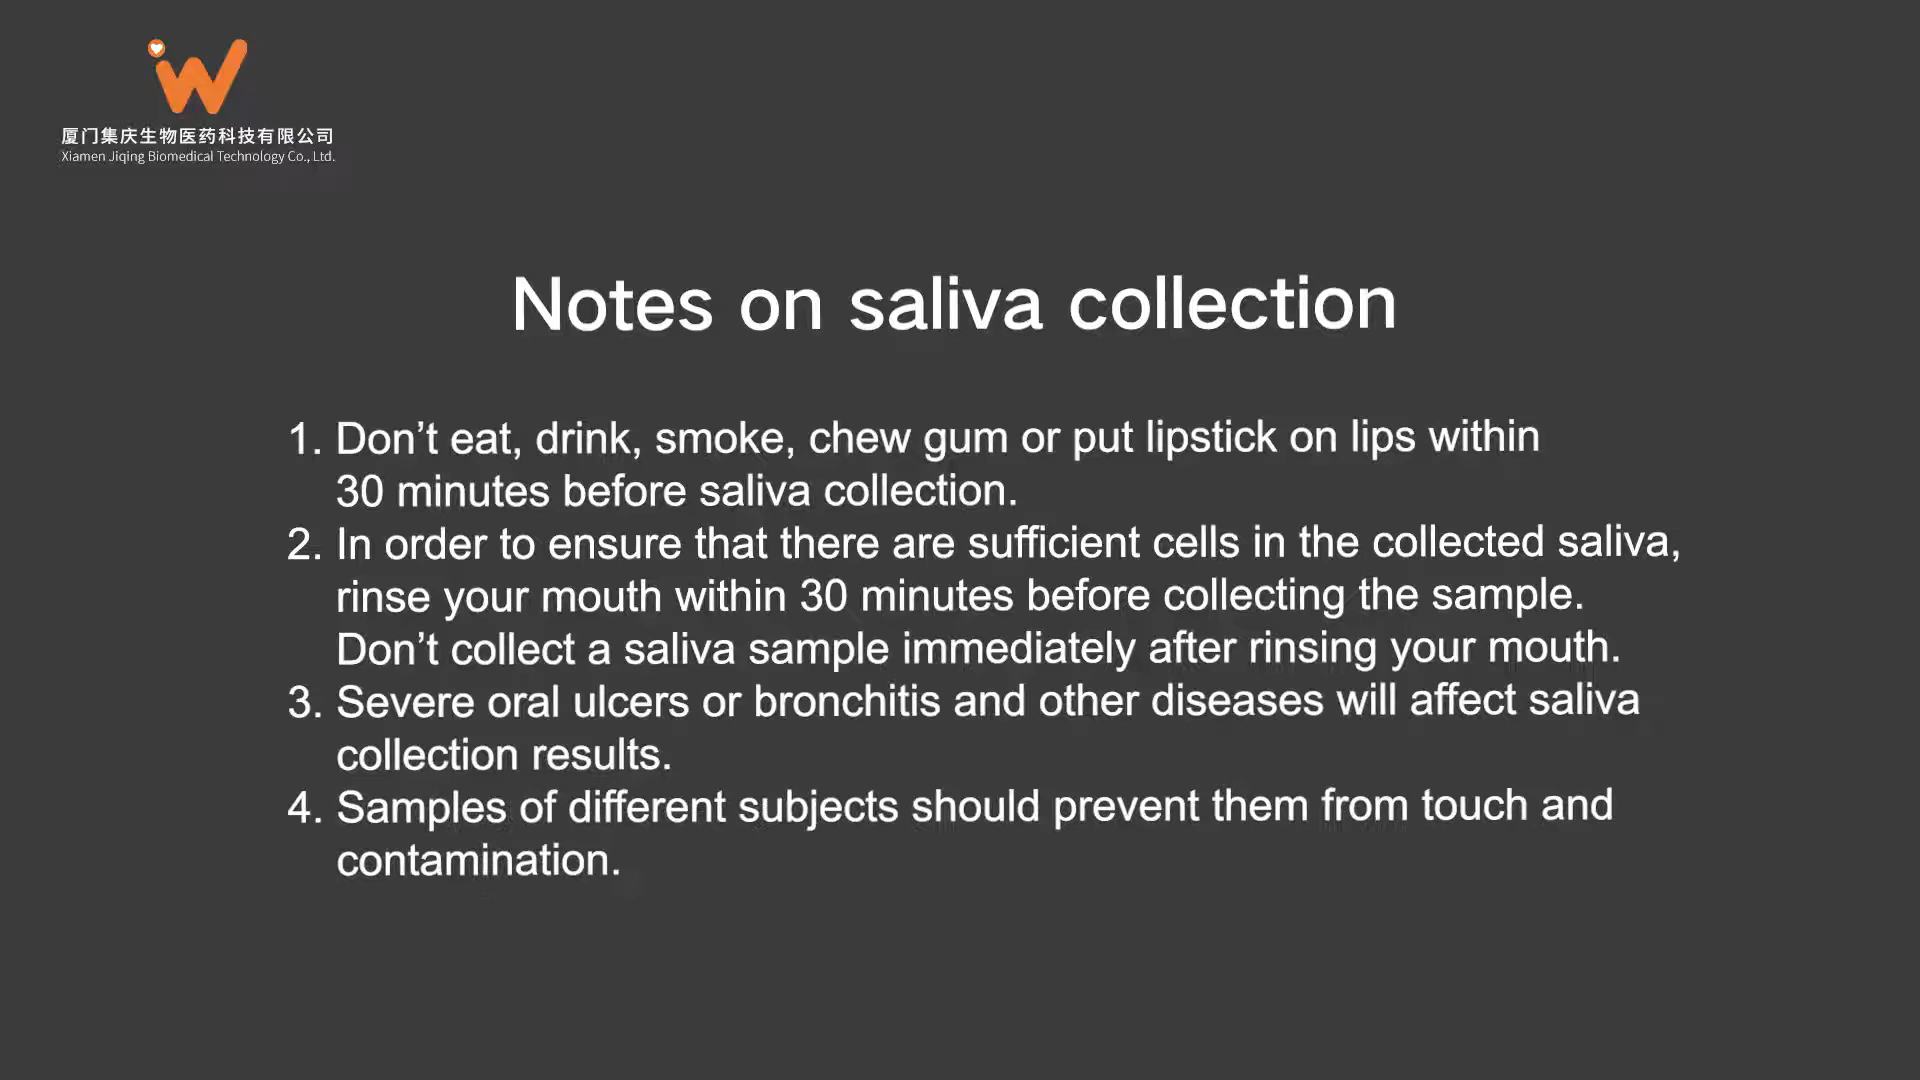 厦门集庆生物医药科技有限公司
Xiamen Jiqing Biomedical Technology Co., Ltd.
Notes on saliva collection
1. Don’t eat, drink, smoke, chew gum or put lipstick on lips within
30 minutes before saliva collection.
2. In order to ensure that there are sufficient cells in the collected saliva,
rinse your mouth within 30 minutes before collecting the sample.
Don’t collect a saliva sample immediately after rinsing your mouth.
3. Severe oral ulcers or bronchitis and other diseases will affect saliva
collection results.
4. Samples of different subjects should prevent them from touch and
contamination.